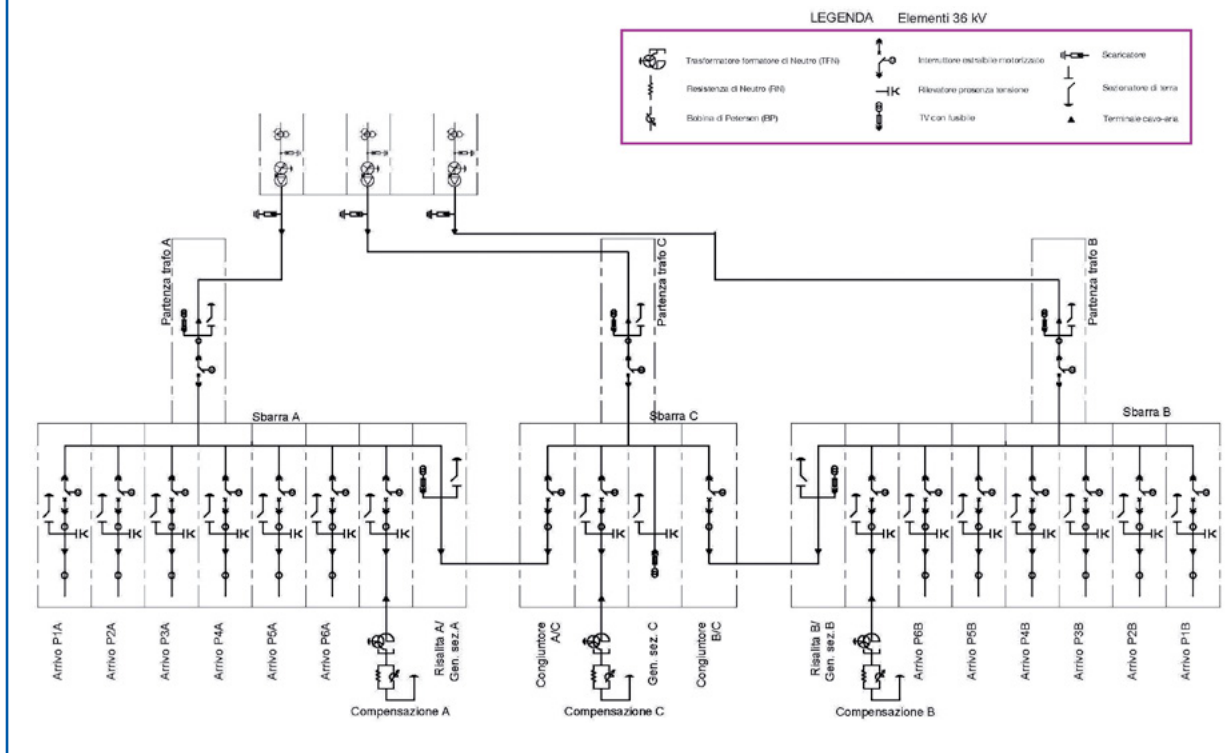 LEGENDA Elementi 36 kV
Trasformatore formatore di Neutro (TFN)
Resistenza di Neutro (RN)
Bobina di Petersen (BP)
Interruttore estraibile motorizzato
Rilevatore presenza tensione
TV con fusibile
Scaricatore
Sezionatore di terra
Terminale cavo-aria
Partenza trafo A
Partenza trafo C
Partenza trafo B
Sbarra A
Sbarra C
Sbarra B
Arrivo P1A
Arrivo P2A
Arrivo P3A
Arrivo P4A
Arrivo P5A
Arrivo P6A
Compensazione A
Risalita A/
Gen. sez.A
Congiuntore
A/C
Compensazione C
Gen. sez. C
Congiuntore
B/C
Risalita B/
Gen. sez.B
Compensazione B
Arrivo P6B
Arrivo P5B
Arrivo P4B
Arrivo P3B
Arrivo P2B
Arrivo P1B